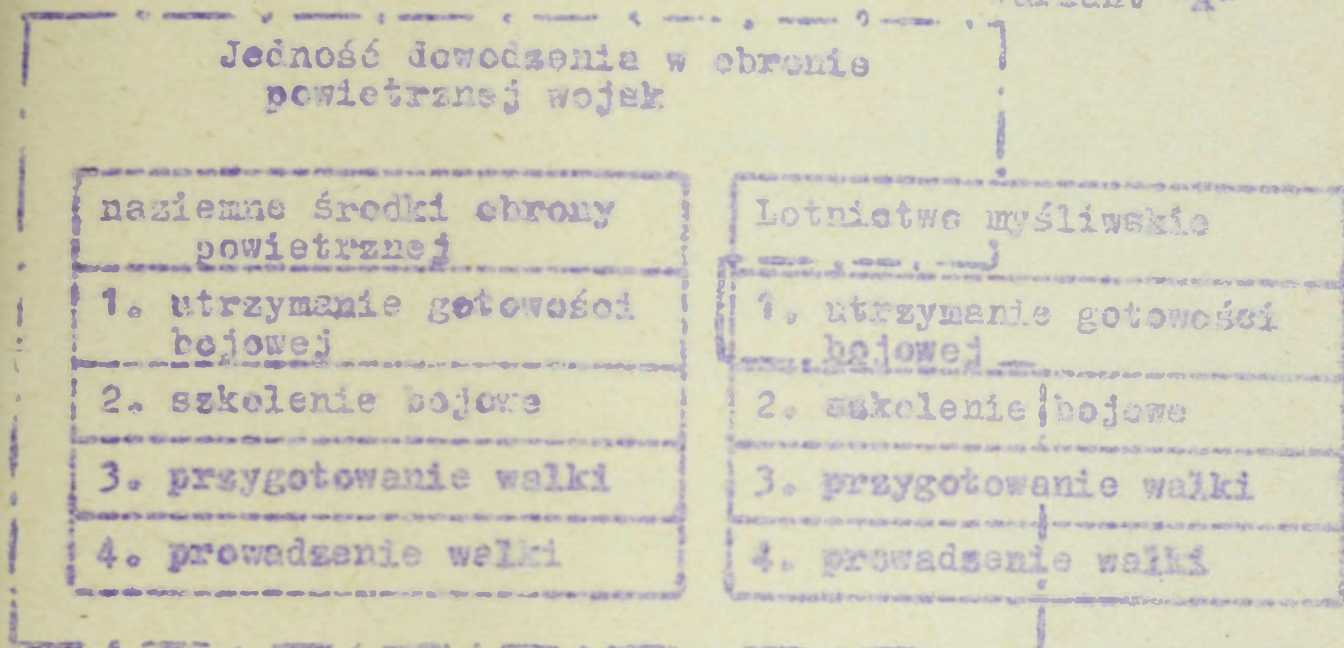 Jedność dowodzenia w obronie
powietrznej wojsk
naziemne środki obrony
powietrznej
1. utrzymanie gotowości
bojowej
2. szkolenie bojowe
3. przygotowanie walki
4. prowadzenie walki
Lotnictwo myśliwskie
1. utrzymanie gotowości
bojowej
2. szkolenie bojowe
3. przygotowanie walki
4. prowadzenie walki